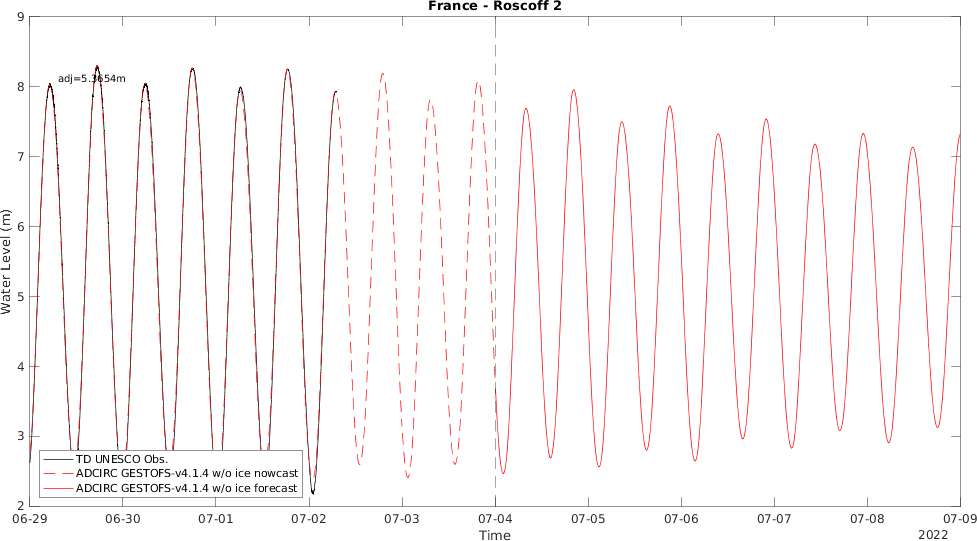 France - Roscoff 2
adj=5.3654m
Water Level (m)
9
8
7
6
5
4
3
2
TD UNESCO Obs.
ADCIRC GESTOFS-v4.1.4 w/o ice nowcast
ADCIRC GESTOFS-v4.1.4 w/o ice forecast
06-29 06-30 07-01 07-02 07-03 07-04 07-05 07-06 07-07 07-08 07-09
Time
2022